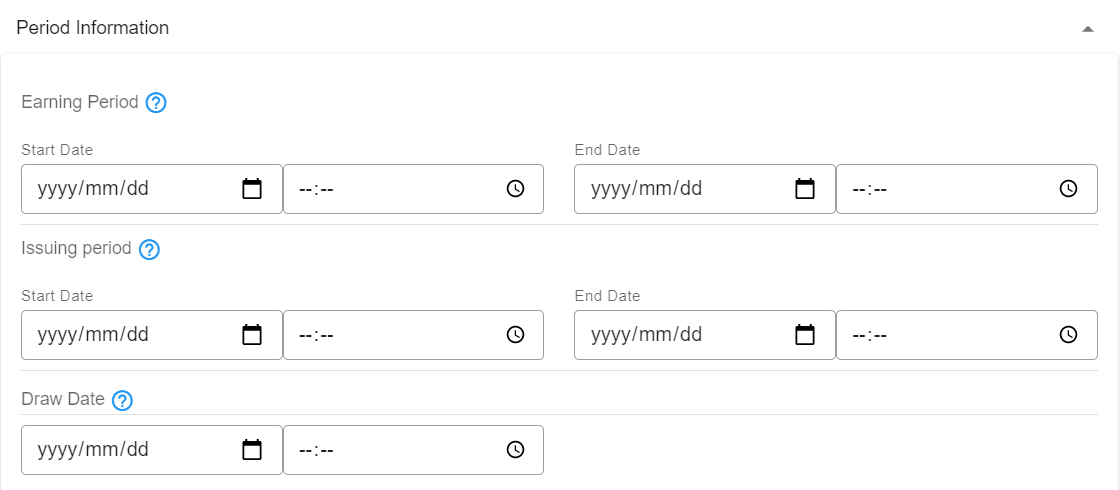 Period Information
Earning Period ?
Start Date End Date
yyyy/mm/dd --:-- yyyy/mm/dd --:--
Issuing period ?
Start Date End Date
yyyy/mm/dd --:-- yyyy/mm/dd --:--
Draw Date ?
yyyy/mm/dd --:--